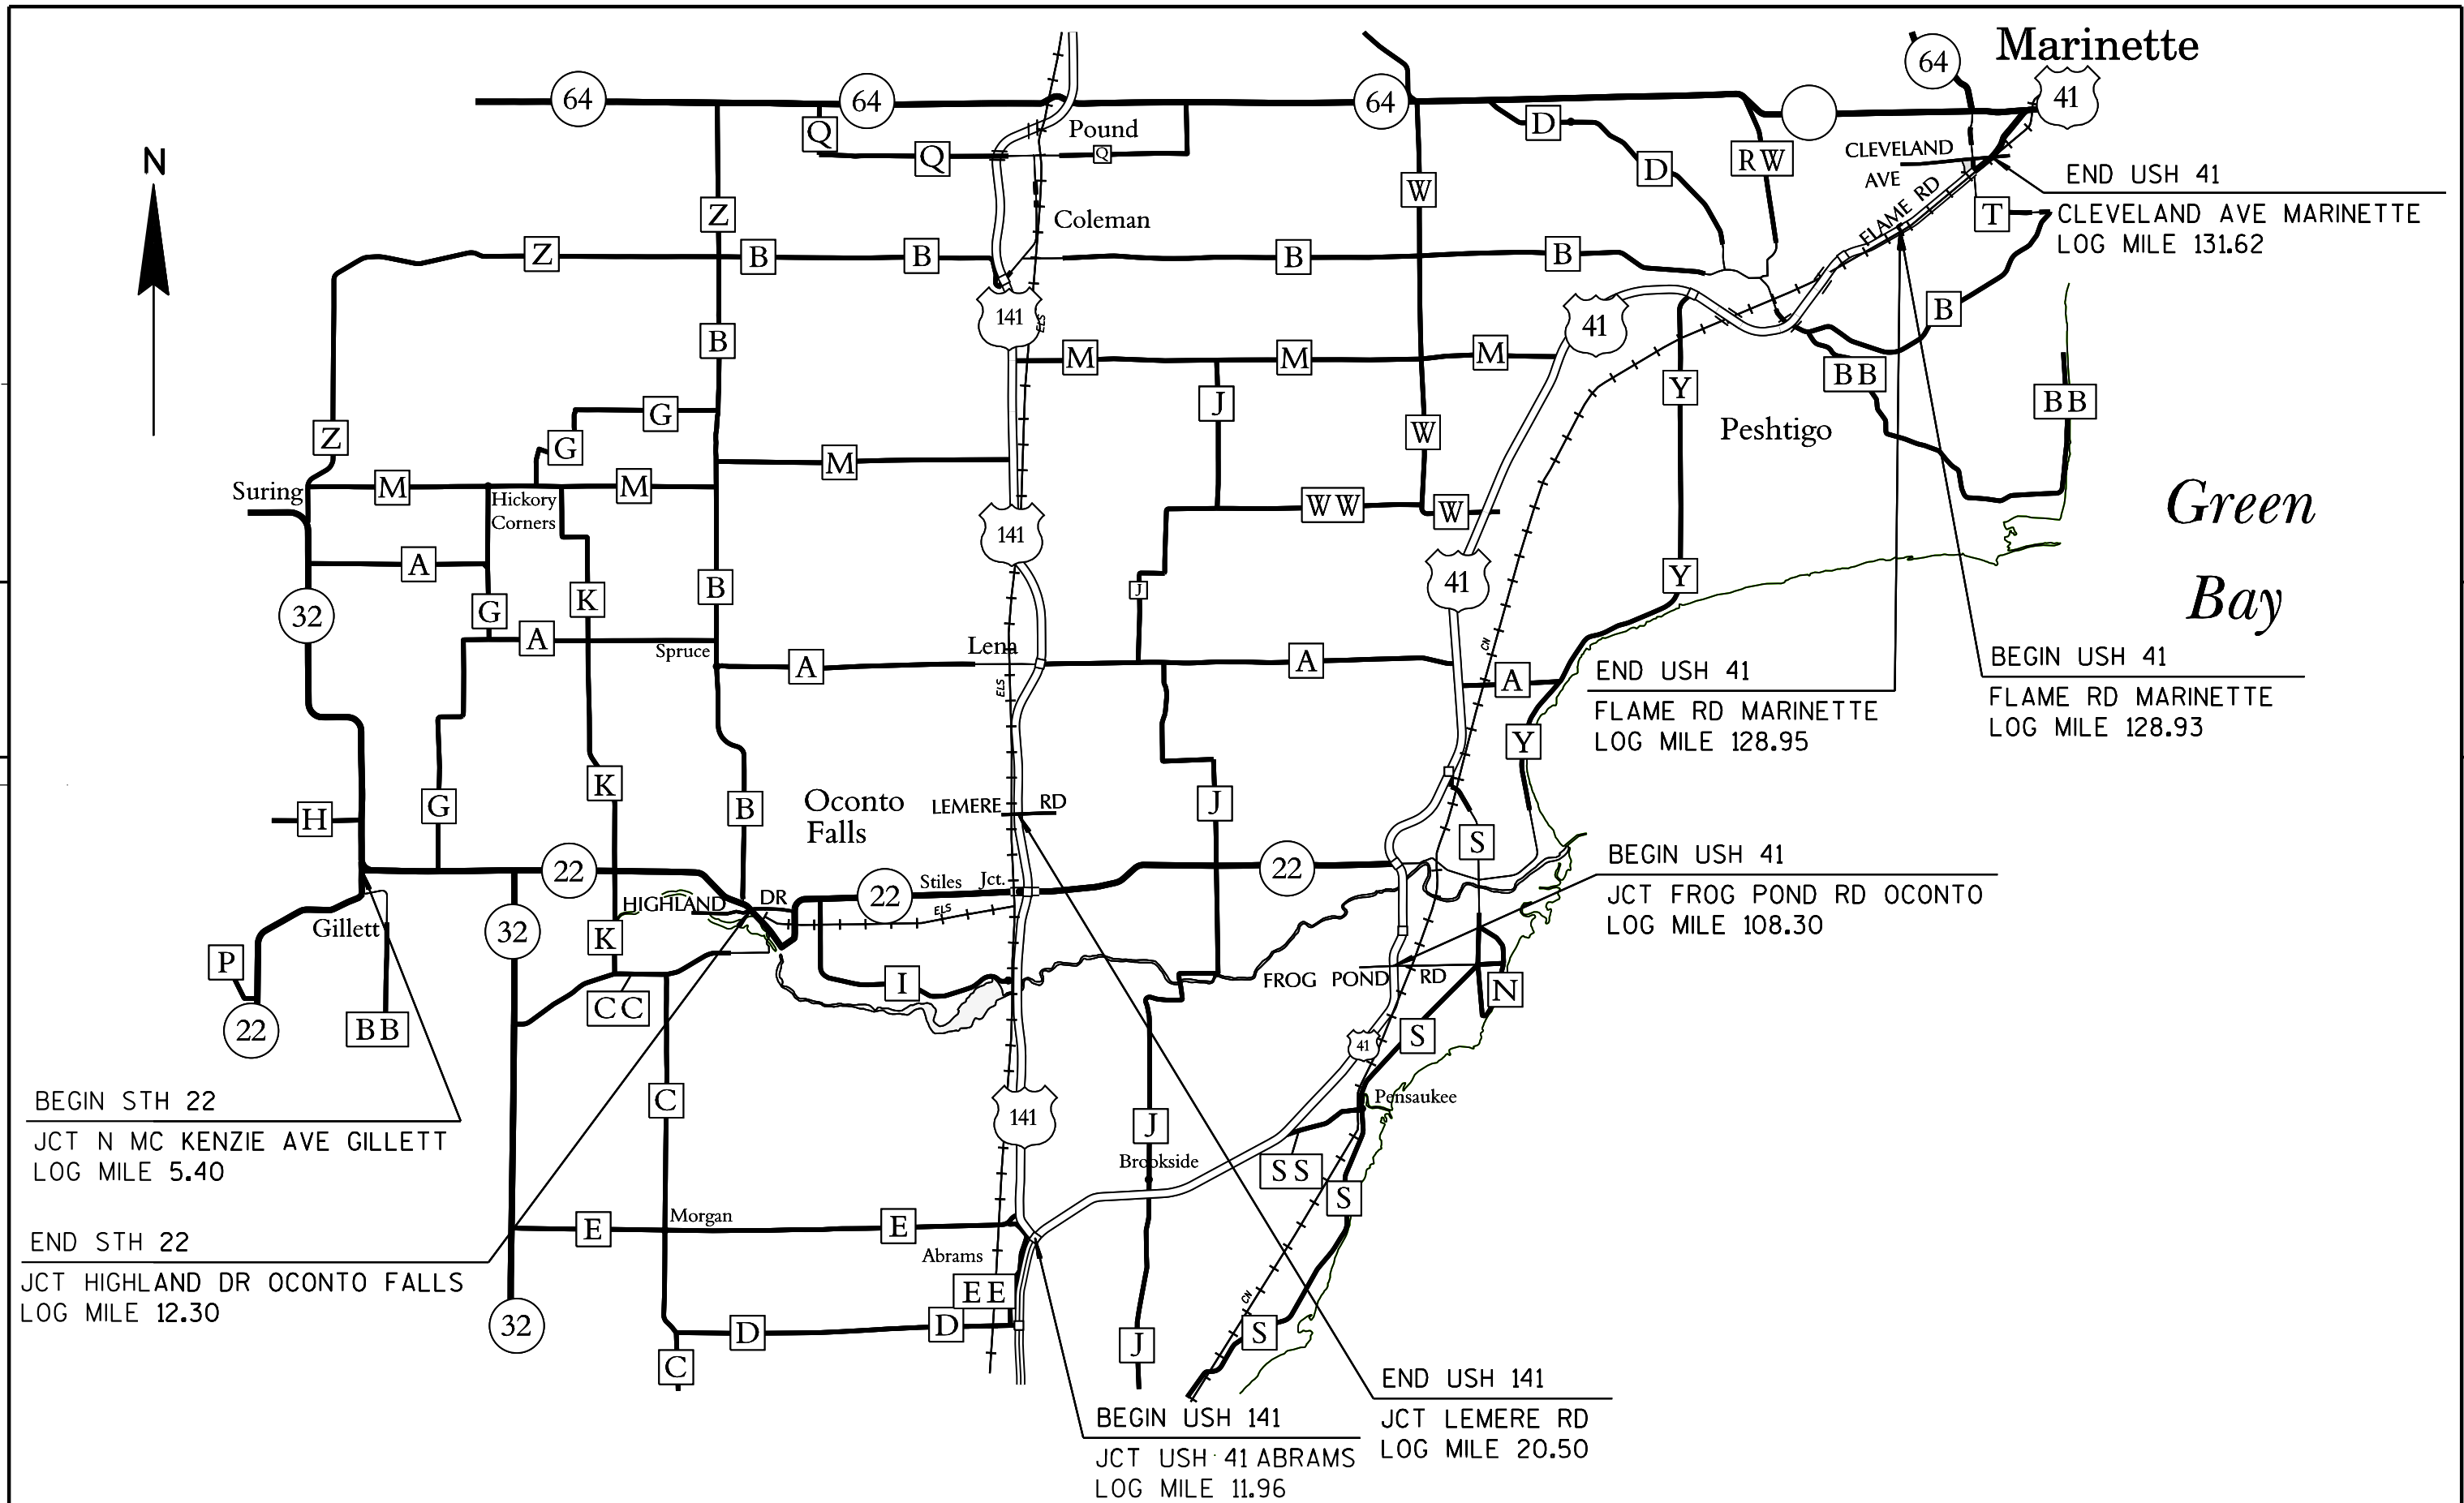 Marinette
64
41
64
64
64
Pound
Q
D
Q
Q
CLEVELAND
AVE
RW
D
END USH 41
W
FLAME RD
T
CLEVELAND AVE MARINETTE
LOG MILE 131.62
N
Z
Coleman
Z
B
B
B
B
141
ELS
41
B
B
M
M
M
J
Y
BB
BB
G
G
Z
M
W
Peshtigo
Suring
M
Hickory
Corners
M
WW
W
Green
Bay
141
A
K
B
J
41
Y
32
G
A
Spruce
A
Lena
A
CN
A
ELS
END USH 41
FLAME RD MARINETTE
LOG MILE 128.95
BEGIN USH 41
FLAME RD MARINETTE
LOG MILE 128.93
Y
K
H
G
B
Oconto
Falls
LEMERE RD
J
S
22
Stiles Jct.
22
22
BEGIN USH 41
JCT FROG POND RD OCONTO
LOG MILE 108.30
HIGHLAND DR
ELS
Gillett
32
K
P
I
FROG POND RD
N
CC
22
BB
S
41
BEGIN STH 22
JCT N MC KENZIE AVE GILLETT
LOG MILE 5.40
C
141
J
Pensaukee
Brookside
SS
S
END STH 22
JCT HIGHLAND DR OCONTO FALLS
LOG MILE 12.30
E
Morgan
E
Abrams
EE
32
D
D
C
J
CN
S
END USH 141
JCT LEMERE RD
LOG MILE 20.50
BEGIN USH 141
JCT USH 41 ABRAMS
LOG MILE 11.96